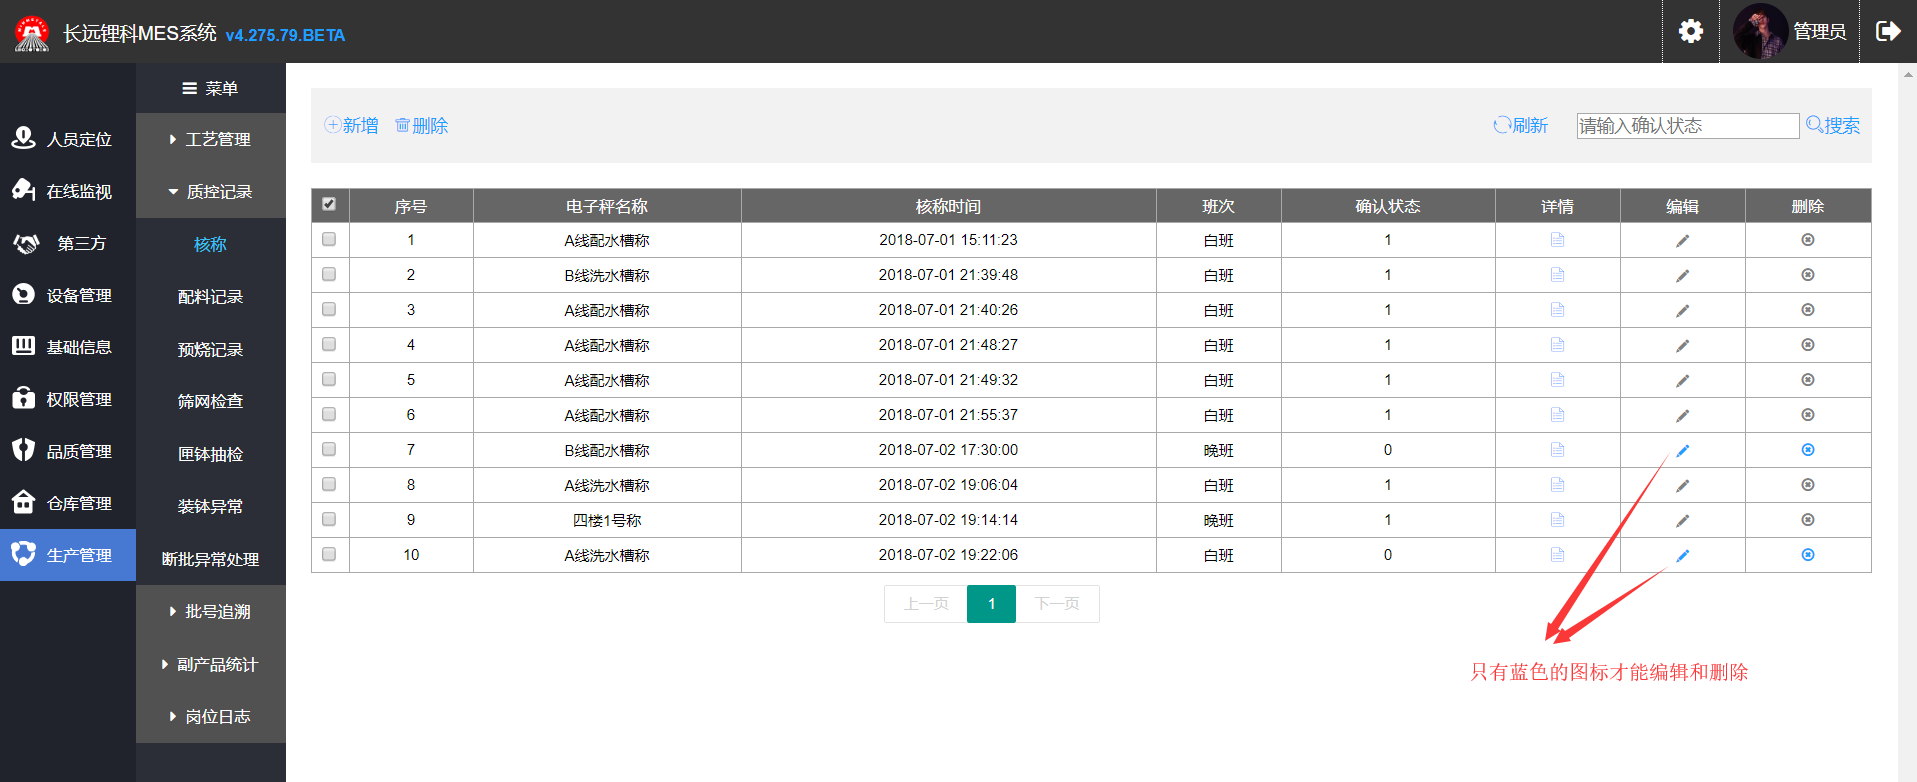 长远锂科MES系统 v4.275.79.BETA
管理员
人员定位
在线监视
第三方
设备管理
基础信息
权限管理
品质管理
仓库管理
生产管理
菜单
工艺管理
质控记录
核称
配料记录
预烧记录
筛网检查
匣钵抽检
装钵异常
断批异常处理
批号追溯
副产品统计
岗位日志
新增 删除 刷新 请输入确认状态 搜索
序号 电子秤名称 核称时间 班次 确认状态 详情 编辑 删除
1 A线配水槽称 2018-07-01 15:11:23 白班 1
2 B线洗水槽称 2018-07-01 21:39:48 白班 1
3 A线配水槽称 2018-07-01 21:40:26 白班 1
4 A线配水槽称 2018-07-01 21:48:27 白班 1
5 A线配水槽称 2018-07-01 21:49:32 白班 1
6 A线配水槽称 2018-07-01 21:55:37 白班 1
7 B线配水槽称 2018-07-02 17:30:00 晚班 0
8 A线洗水槽称 2018-07-02 19:06:04 白班 1
9 四楼1号称 2018-07-02 19:14:14 晚班 1
10 A线洗水槽称 2018-07-02 19:22:06 白班 0
上一页 1 下一页
只有蓝色的图标才能编辑和删除